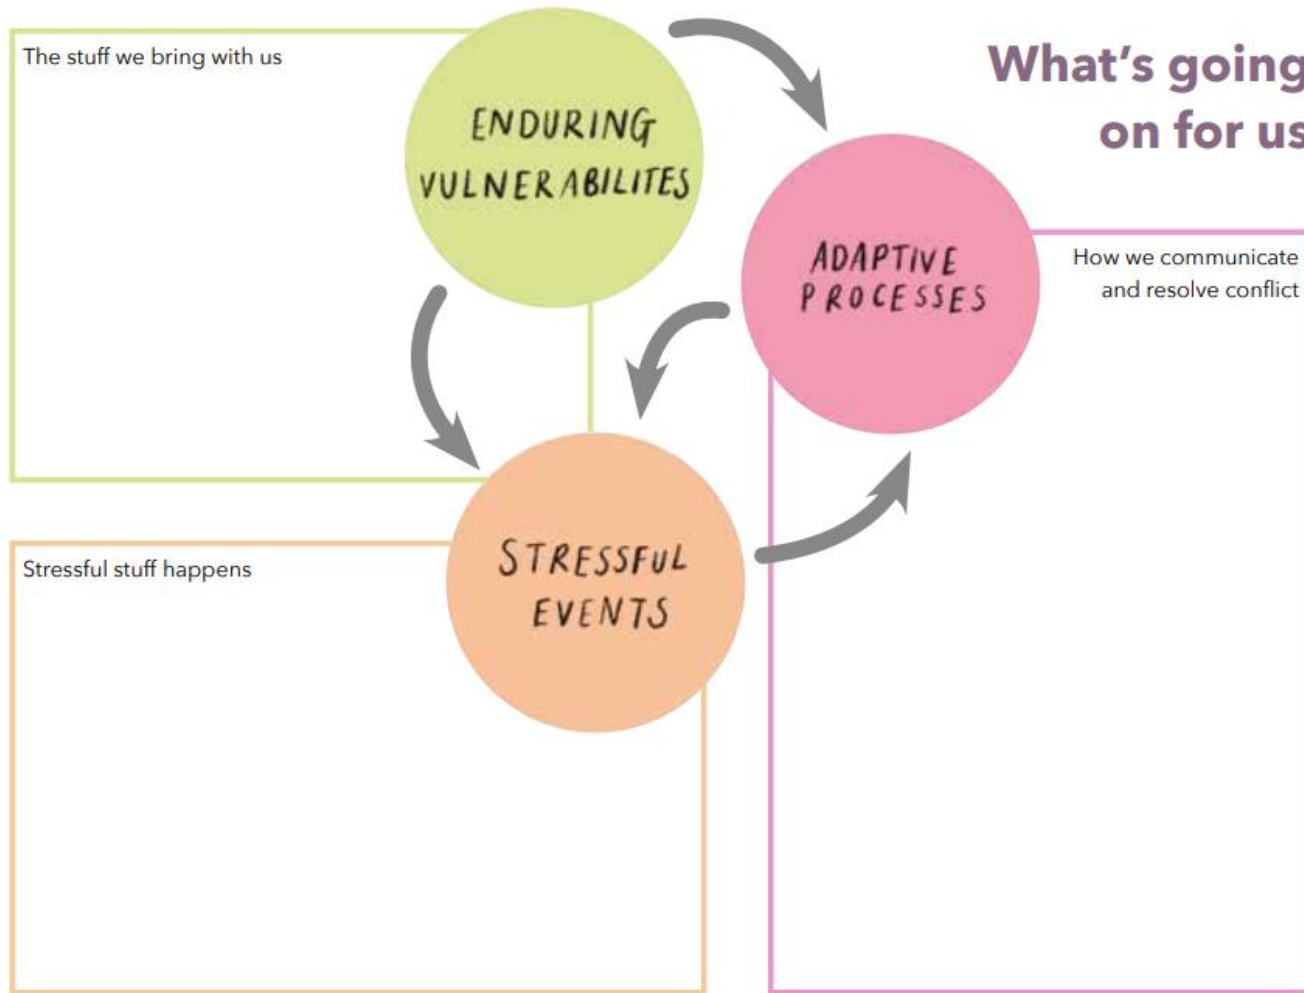 The stuff we bring with us
ENDURING
VULNERABILITES
What's going
on for us
ADAPTIVE
PROCESSES
How we communicate
and resolve conflict
Stressful stuff happens
STRESSFUL
EVENTS